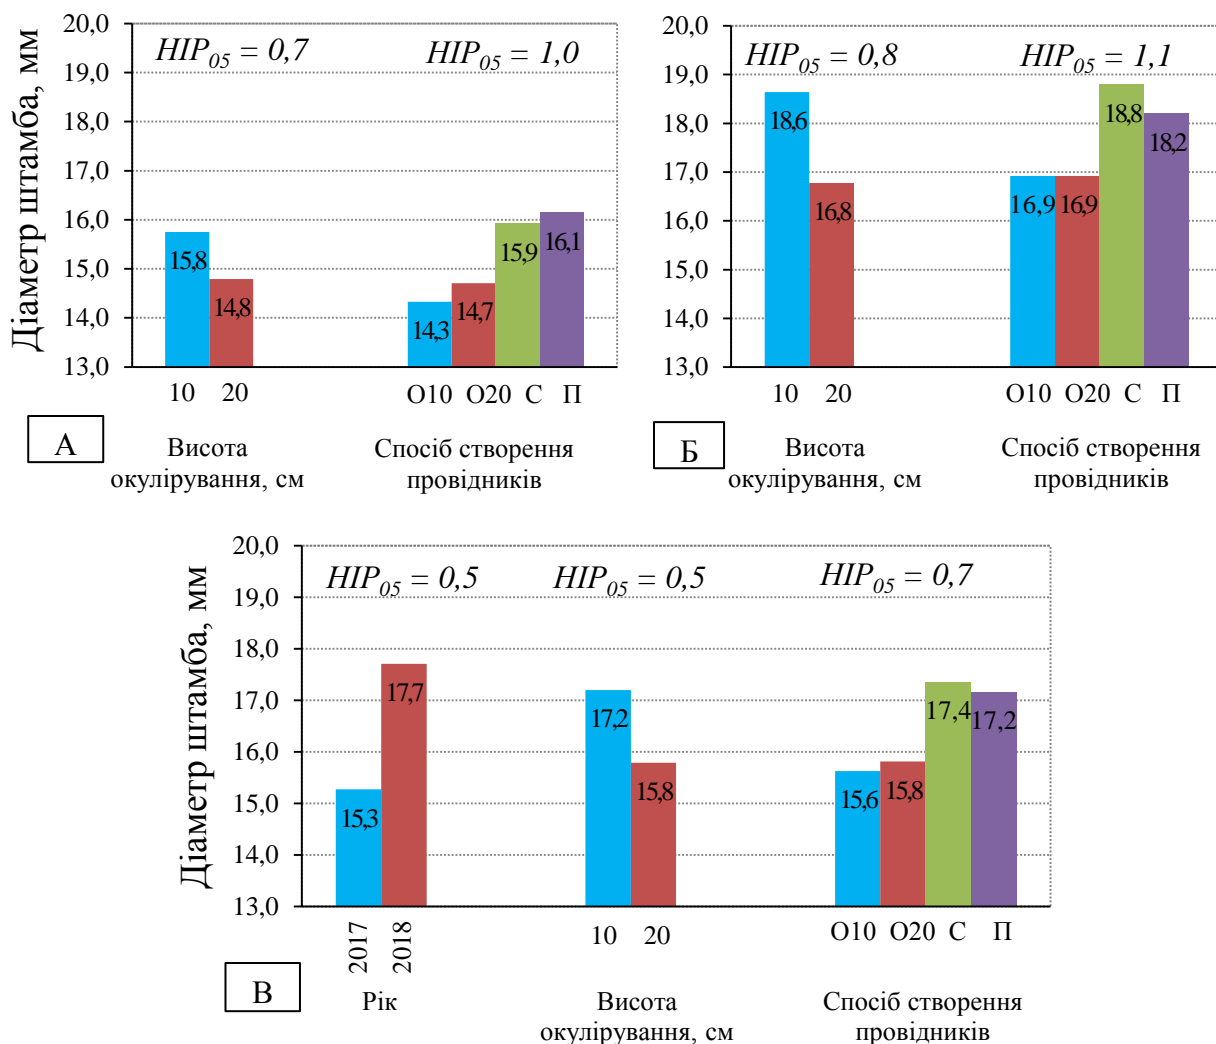 Діаметр штамба, мм
20,0
19,0
18,0
17,0
16,0
15,0
14,0
13,0
НІР05 = 0,7
НІР05 = 1,0
15,8
14,8
14,3
14,7
15,9
16,1
10 20
О10 О20 С П
А
Висота
окулірування, см
Спосіб створення
провідників
20,0
19,0
18,0
17,0
16,0
15,0
14,0
13,0
НІР05 = 0,8
НІР05 = 1,1
18,6
16,8
16,9
16,9
18,8
18,2
10 20
О10 О20 С П
Б
Висота
окулірування, см
Спосіб створення
провідників
Діаметр штамба, мм
20,0
19,0
18,0
17,0
16,0
15,0
14,0
13,0
НІР05 = 0,5
НІР05 = 0,5
НІР05 = 0,7
15,3
17,7
17,2
15,8
15,6
15,8
17,4
17,2
2017
2018
10 20
О10 О20 С П
В
Рік
Висота
окулірування, см
Спосіб створення
провідників